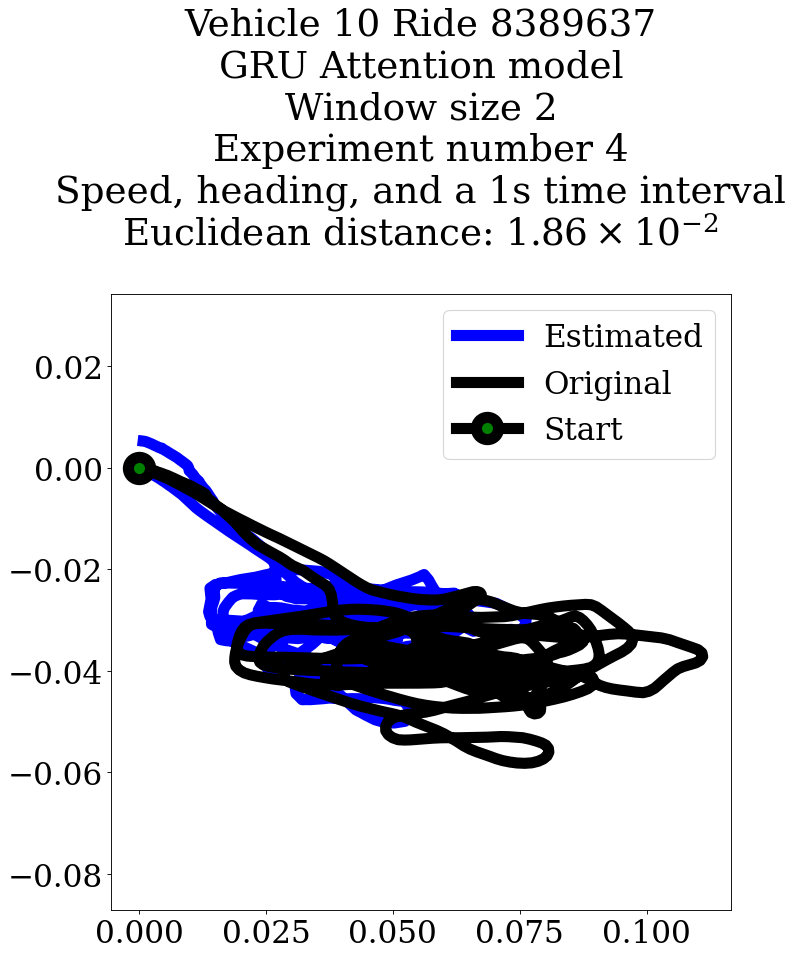 Vehicle 10 Ride 8389637
GRU Attention model
Window size 2
Experiment number 4
Speed, heading, and a 1s time interval
Euclidean distance: 1.86 × 10⁻²
Estimated
Original
Start
0.02
0.00
−0.02
−0.04
−0.06
−0.08
0.000 0.025 0.050 0.075 0.100